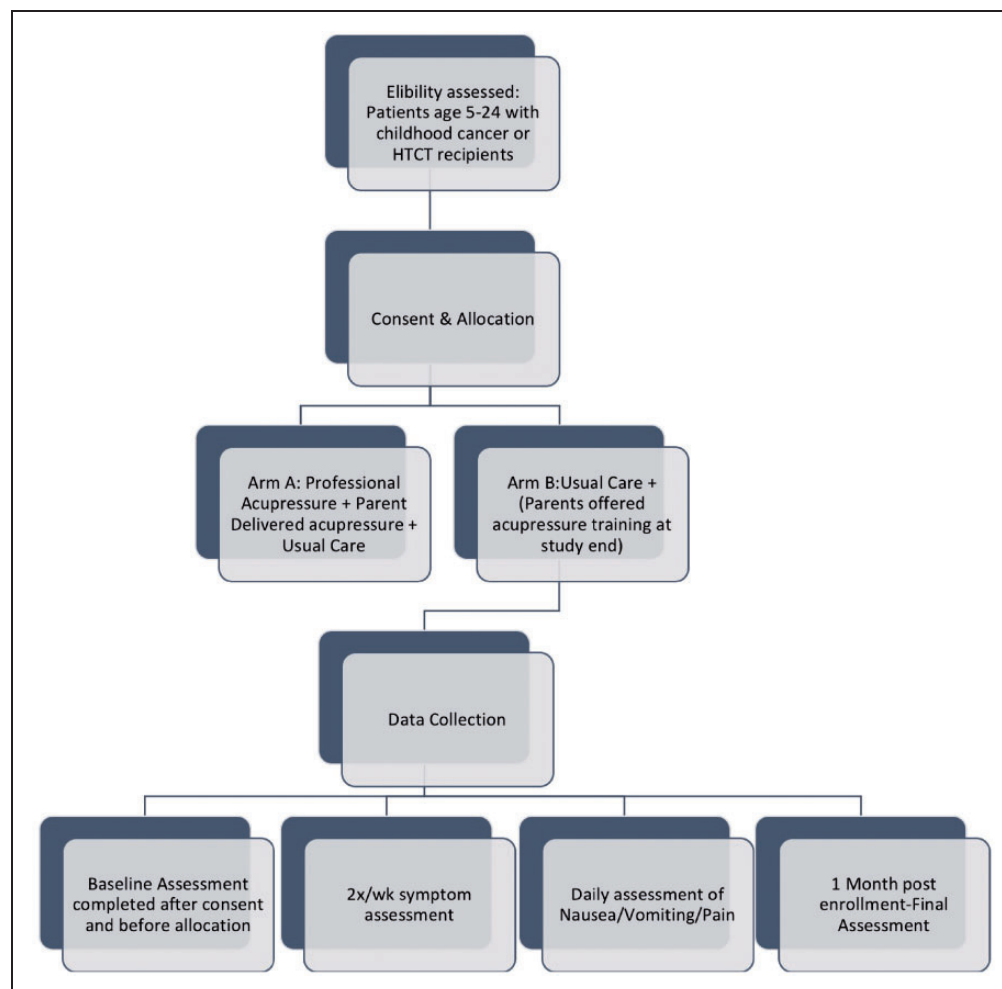 Elibility assessed:
Patients age 5-24 with
childhood cancer or
HTCT recipients
Consent & Allocation
Arm A: Professional
Acupressure + Parent
Delivered acupressure +
Usual Care
Arm B:Usual Care +
(Parents offered
acupressure training at
study end)
Data Collection
Baseline Assessment
completed after consent
and before allocation
2x/wk symptom
assessment
Daily assessment of
Nausea/Vomiting/Pain
1 Month post
enrollment-Final
Assessment